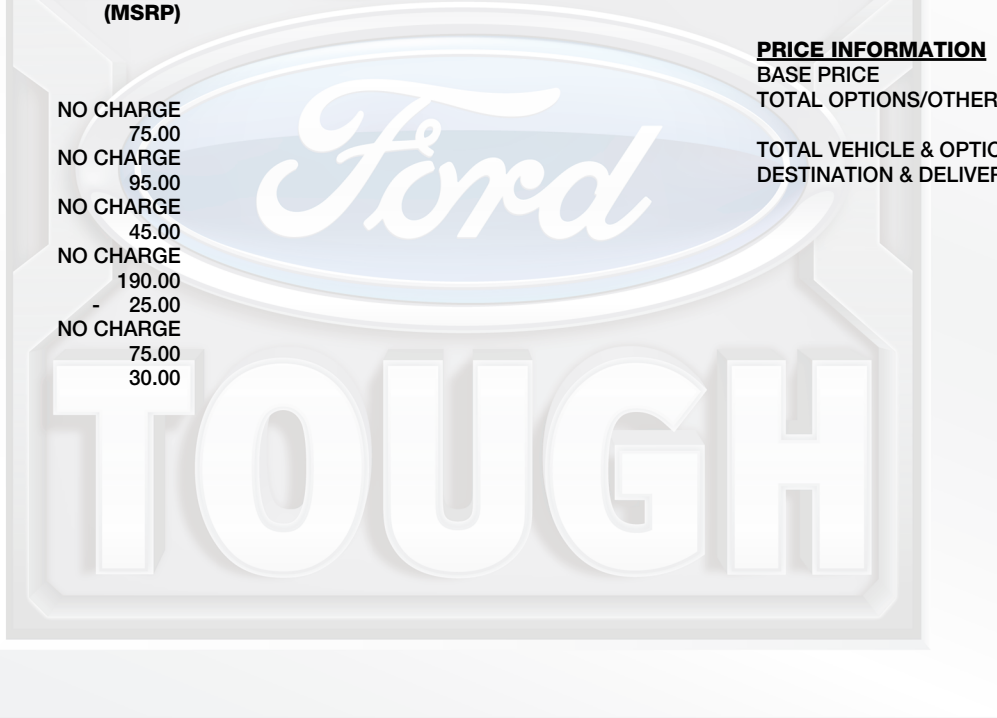 (MSRP)
NO CHARGE
75.00
NO CHARGE
95.00
NO CHARGE
45.00
NO CHARGE
190.00
- 25.00
NO CHARGE
75.00
30.00
PRICE INFORMATION
BASE PRICE
TOTAL OPTIONS/OTHER
TOTAL VEHICLE & OPTIO
DESTINATION & DELIVER
Ford
TOUGH